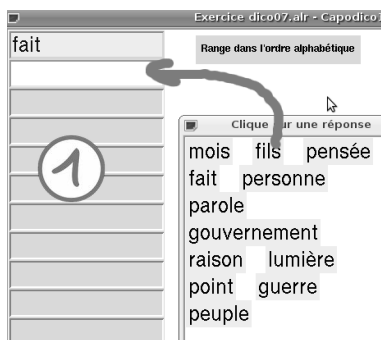 Exercice dico07.alr - Capodico
fait
Range dans l'ordre alphabétique
1
Clique sur une réponse
mois fils pensée
fait personne
parole
gouvernement
raison lumière
point guerre
peuple